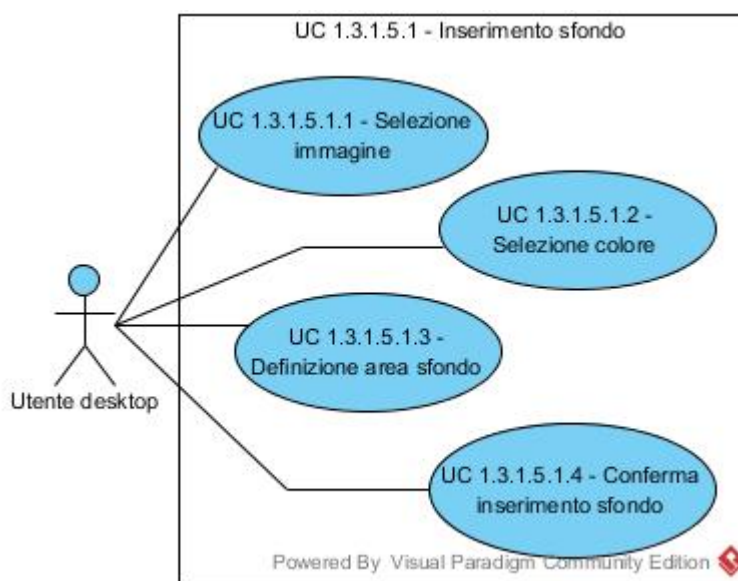 UC 1.3.1.5.1 - Inserimento sfondo
UC 1.3.1.5.1.1 - Selezione
immagine
UC 1.3.1.5.1.2 -
Selezione colore
UC 1.3.1.5.1.3 -
Definizione area sfondo
Utente desktop
UC 1.3.1.5.1.4 - Conferma
inserimento sfondo
Powered By Visual Paradigm Community Edition